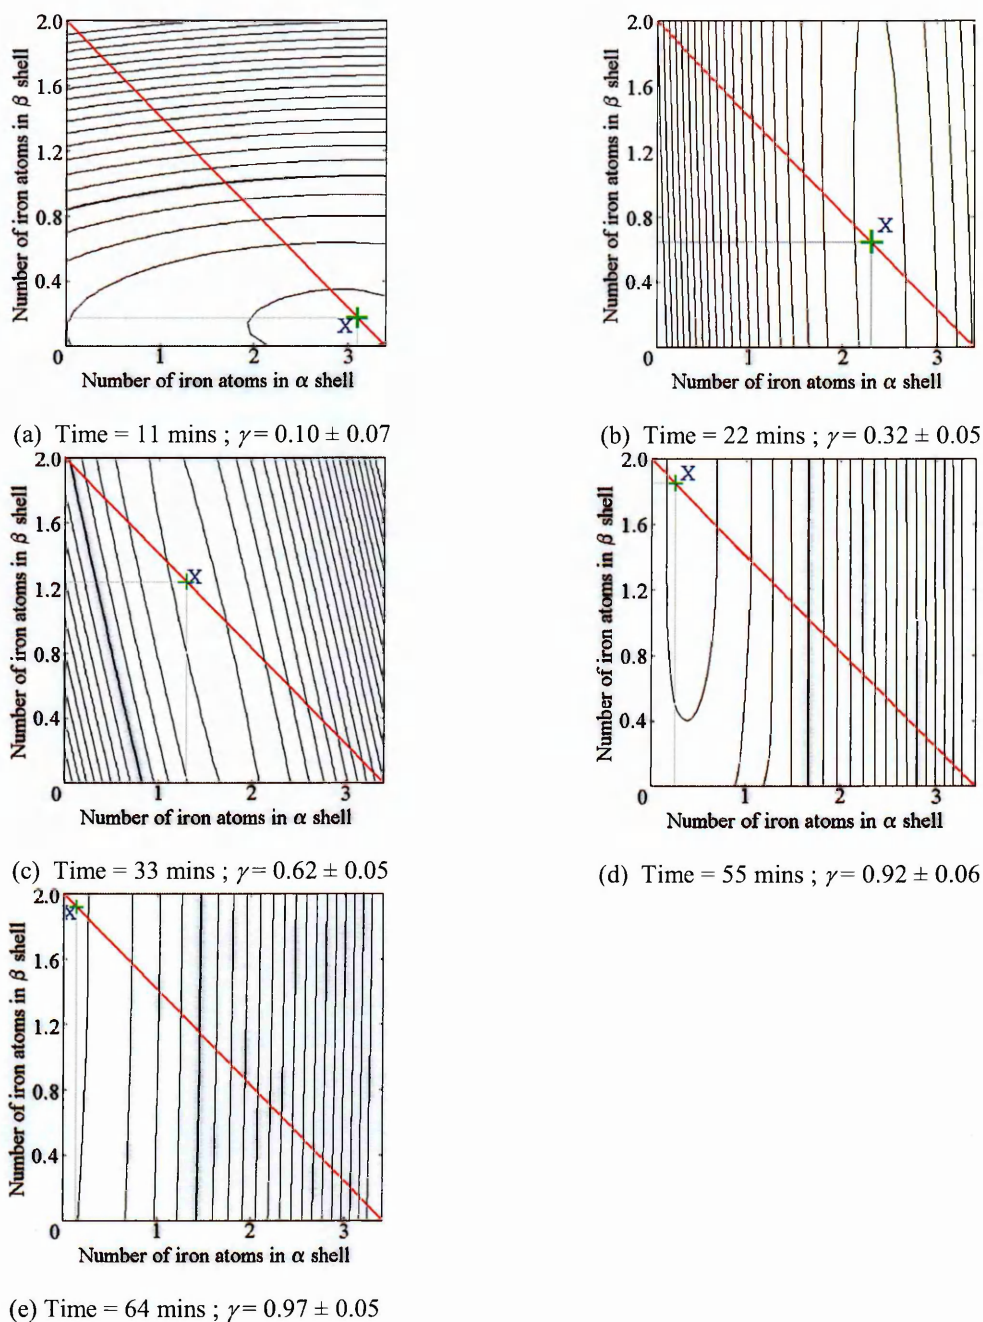 Number of iron atoms in β shell
2.0
1.6
1.2
0.8
0.4
X
0 1 2 3
Number of iron atoms in α shell
(a) Time = 11 mins ; γ = 0.10 ± 0.07
Number of iron atoms in β shell
2.0
1.6
1.2
0.8
0.4
X
0 1 2 3
Number of iron atoms in α shell
(b) Time = 22 mins ; γ = 0.32 ± 0.05
Number of iron atoms in β shell
2.0
1.6
1.2
0.8
0.4
X
0 1 2 3
Number of iron atoms in α shell
(c) Time = 33 mins ; γ = 0.62 ± 0.05
Number of iron atoms in β shell
2.0
1.6
1.2
0.8
0.4
X
0 1 2 3
Number of iron atoms in α shell
(d) Time = 55 mins ; γ = 0.92 ± 0.06
Number of iron atoms in β shell
2.0
1.6
1.2
0.8
0.4
X
0 1 2 3
Number of iron atoms in α shell
(e) Time = 64 mins ; γ = 0.97 ± 0.05